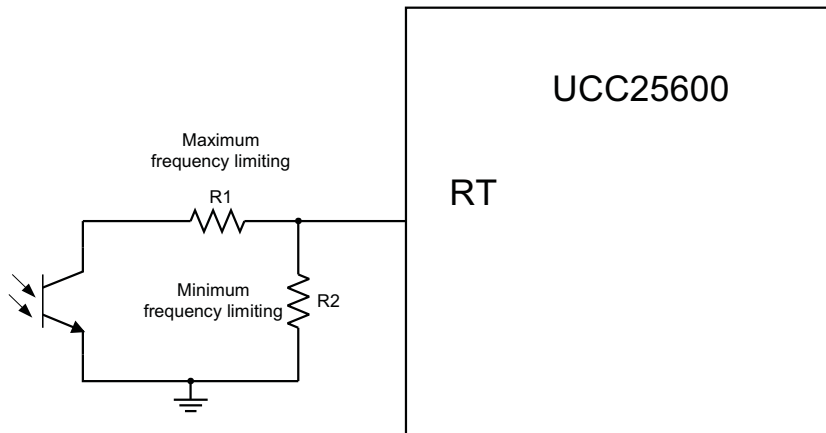 UCC25600
Maximum
frequency limiting
R1
RT
Minimum
frequency limiting
R2